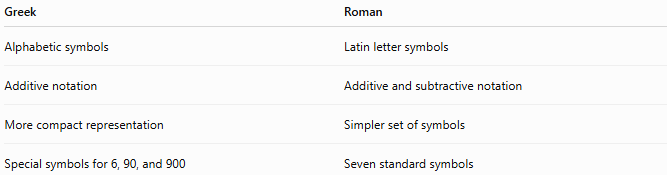 Greek Roman
Alphabetic symbols Latin letter symbols
Additive notation Additive and subtractive notation
More compact representation Simpler set of symbols
Special symbols for 6, 90, and 900 Seven standard symbols